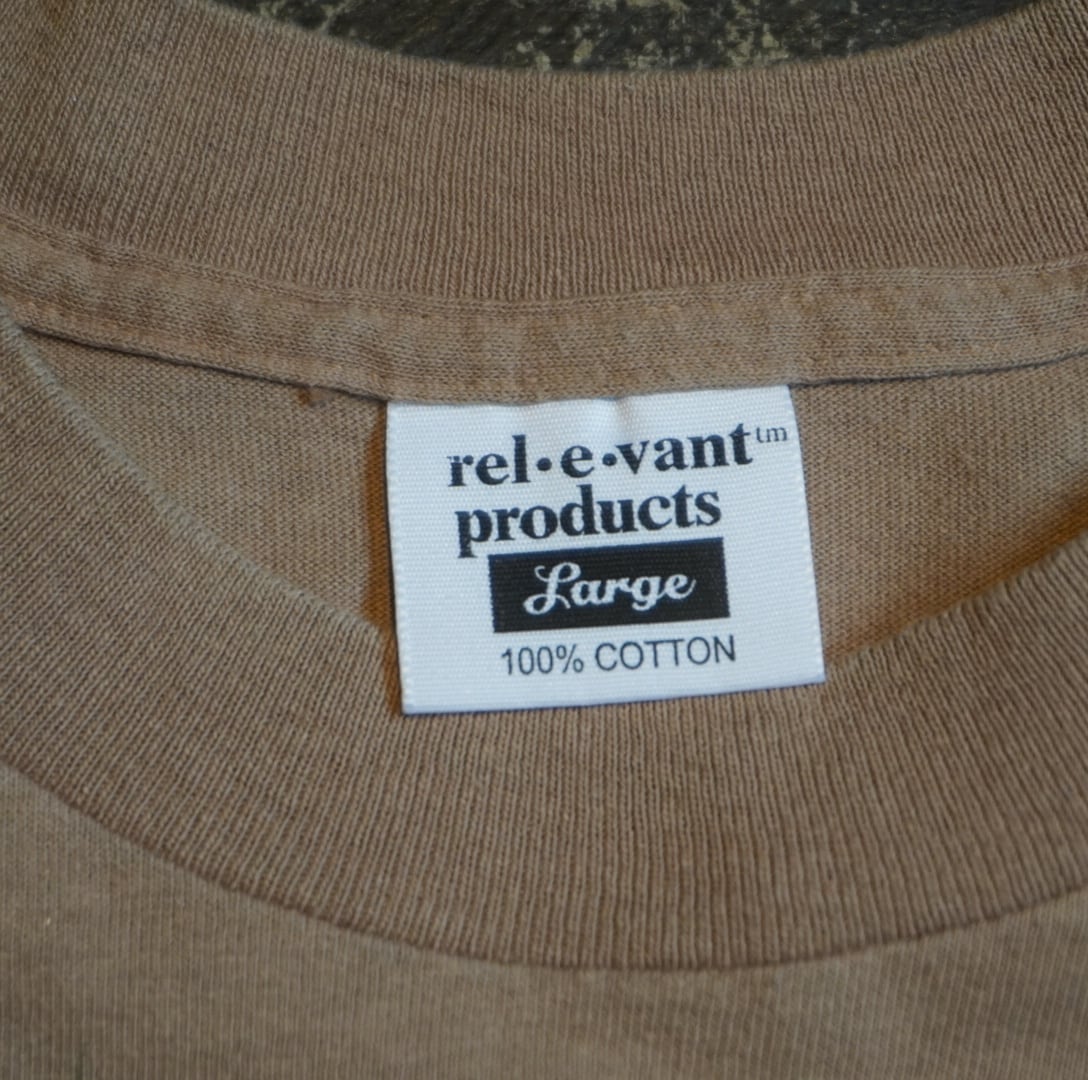 rel•e•vant™
products
Large
100% COTTON